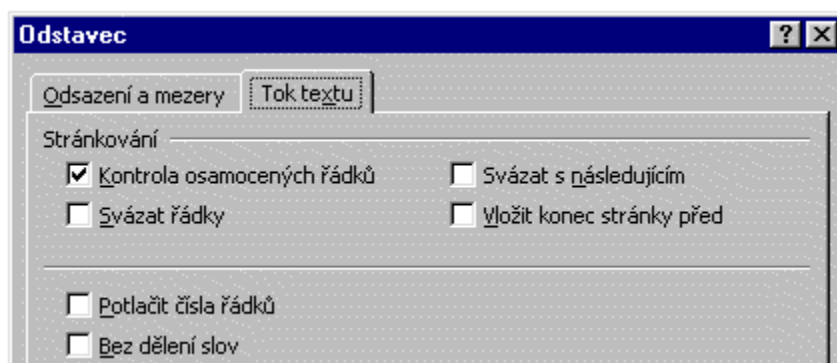 Odstavec
Odsazení a mezery Tok textu
Stránkování
Kontrola osamocených řádků Svázat s následujícím
Svázat řádky Vložit konec stránky před
Potlačit čísla řádků
Bez dělení slov